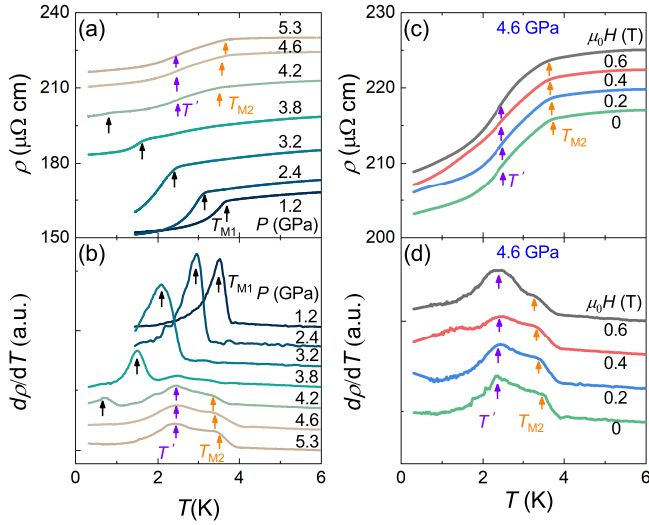 (a)
5.3
4.6
4.2
3.8
3.2
2.4
1.2
P (GPa)
T'
T_M2
T_M1
240
210
180
150
ρ (μΩ cm)
(b)
T_M1
P (GPa)
1.2
2.4
3.2
3.8
4.2
4.6
5.3
T'
T_M2
dρ/dT (a.u.)
0 2 4 6
T(K)
(c)
4.6 GPa
μ₀H (T)
0.6
0.4
0.2
0
T_M2
T'
230
220
210
200
ρ (μΩ cm)
(d)
4.6 GPa
μ₀H (T)
0.6
0.4
0.2
0
T'
T_M2
dρ/dT (a.u.)
0 2 4 6
T (K)